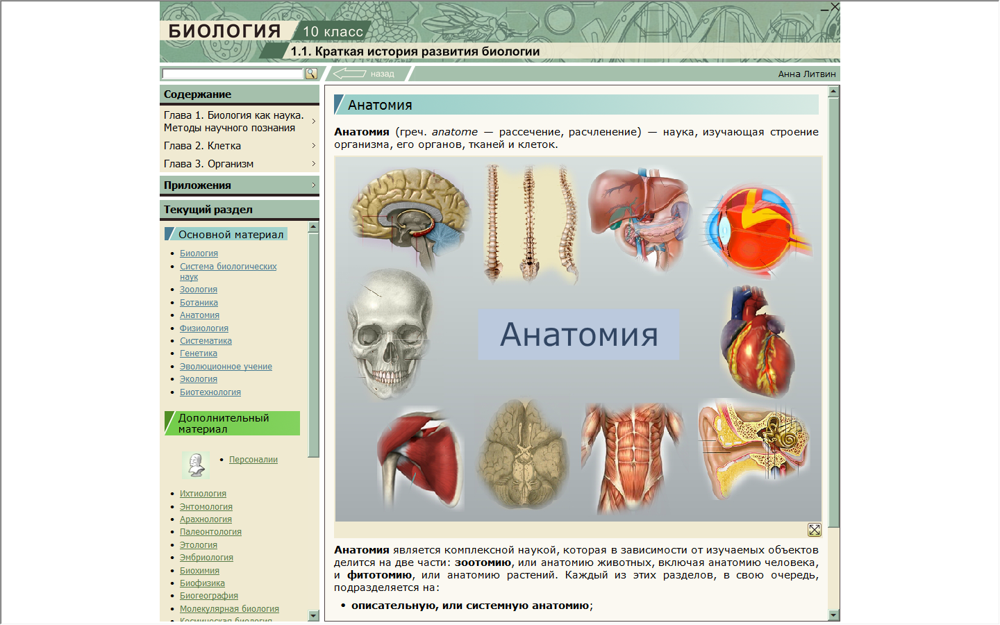 БИОЛОГИЯ 10 класс
1.1. Краткая история развития биологии
назад
Анна Литвин
Содержание
Глава 1. Биология как наука.
Методы научного познания
Глава 2. Клетка
Глава 3. Организм
Приложения
Текущий раздел
Основной материал
Биология
Система биологических
наук
Зоология
Ботаника
Анатомия
Физиология
Систематика
Генетика
Эволюционное учение
Экология
Биотехнология
Дополнительный
материал
Персоналии
Ихтиология
Энтомология
Арахнология
Палеонтология
Этология
Эмбриология
Биохимия
Биофизика
Биогеография
Молекулярная биология
Космическая биология
Анатомия
Анатомия (греч. anatome — рассечение, расчленение) — наука, изучающая строение
организма, его органов, тканей и клеток.
Анатомия
Анатомия является комплексной наукой, которая в зависимости от изучаемых объектов
делится на две части: зоотомию, или анатомию животных, включая анатомию человека,
и фитотомию, или анатомию растений. Каждый из этих разделов, в свою очередь,
подразделяется на:
• описательную, или системную анатомию;